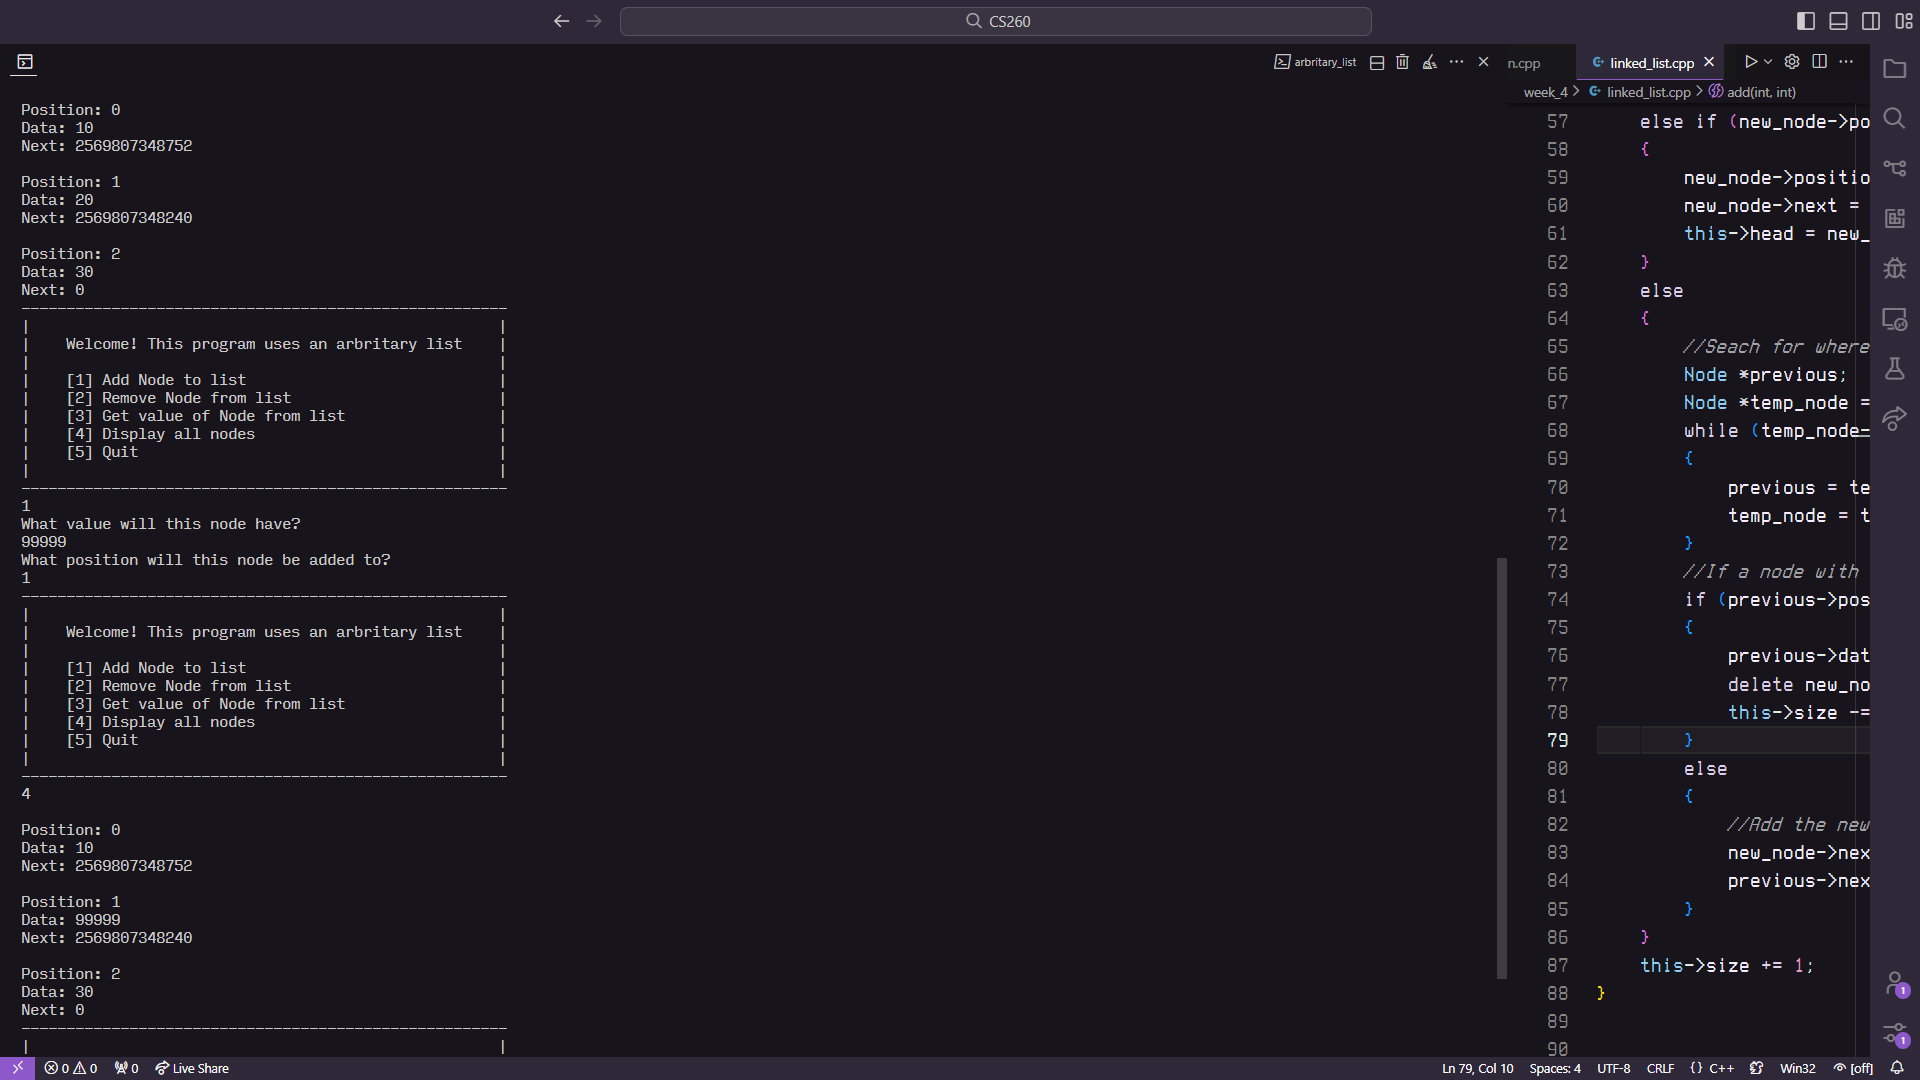 CS260
arbritary_list
n.cpp
linked_list.cpp
week_4 > linked_list.cpp > add(int, int)
Position: 0
Data: 10
Next: 2569807348752
Position: 1
Data: 20
Next: 2569807348240
Position: 2
Data: 30
Next: 0
-----------------------------------------------------
| |
| Welcome! This program uses an arbritary list |
| |
| [1] Add Node to list |
| [2] Remove Node from list |
| [3] Get value of Node from list |
| [4] Display all nodes |
| [5] Quit |
| |
-----------------------------------------------------
1
What value will this node have?
99999
What position will this node be added to?
1
-----------------------------------------------------
| |
| Welcome! This program uses an arbritary list |
| |
| [1] Add Node to list |
| [2] Remove Node from list |
| [3] Get value of Node from list |
| [4] Display all nodes |
| [5] Quit |
| |
-----------------------------------------------------
4
Position: 0
Data: 10
Next: 2569807348752
Position: 1
Data: 99999
Next: 2569807348240
Position: 2
Data: 30
Next: 0
-----------------------------------------------------
| |
57 else if (new_node->po
58 {
59 new_node->positio
60 new_node->next =
61 this->head = new_
62 }
63 else
64 {
65 //Seach for where
66 Node *previous;
67 Node *temp_node =
68 while (temp_node-
69 {
70 previous = te
71 temp_node = t
72 }
73 //If a node with
74 if (previous->pos
75 {
76 previous->dat
77 delete new_no
78 this->size -=
79 }
80 else
81 {
82 //Add the new
83 new_node->nex
84 previous->nex
85 }
86 }
87 this->size += 1;
88 }
89
90
1
1
0 0 0 Live Share
Ln 79, Col 10 Spaces: 4 UTF-8 CRLF {} C++ Win32 [off]